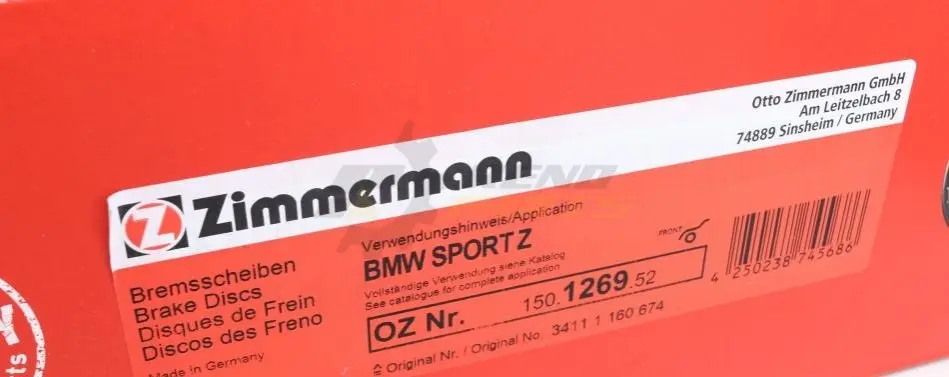 Otto Zimmermann GmbH
Am Leitzelbach 8
74889 Sinsheim / Germany
Z Zimmermann
Bremsscheiben
Brake Discs
Disques de Frein
Discos de Freno
Made in Germany
Verwendungshinweis/Application
BMW SPORT Z
Vollständige Verwendung siene Katalog
See catalogue for complete application
FRONT
OZ Nr. 150.1269.52
Original Nr. / Original No. 3411 1 160 674
4 250238 745686